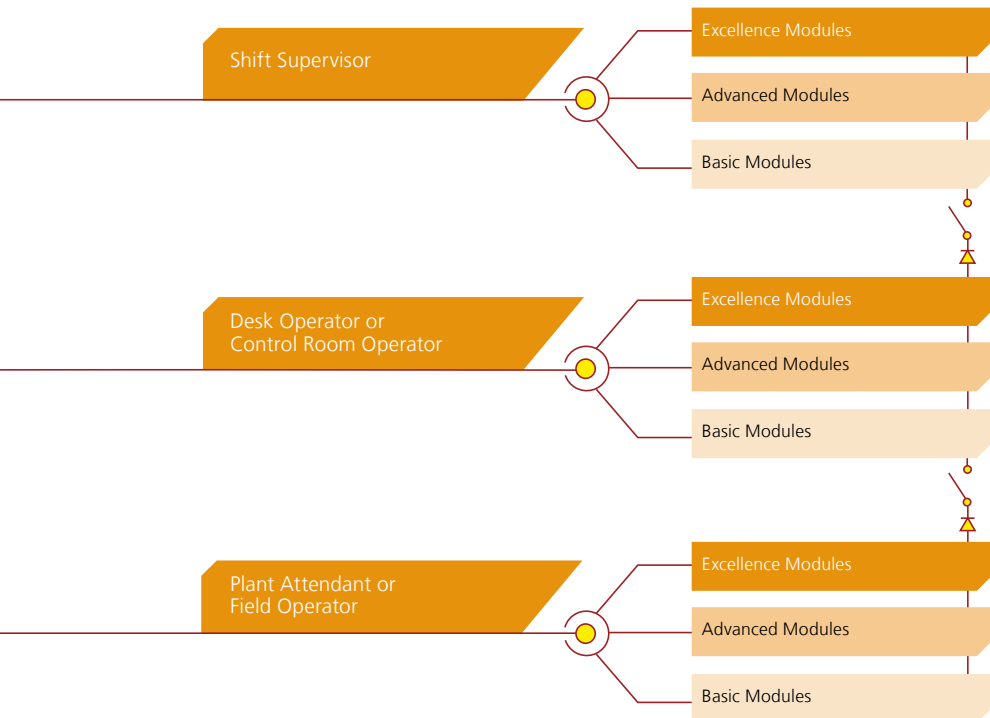 Shift Supervisor
Excellence Modules
Advanced Modules
Basic Modules
Desk Operator or
Control Room Operator
Excellence Modules
Advanced Modules
Basic Modules
Plant Attendant or
Field Operator
Excellence Modules
Advanced Modules
Basic Modules